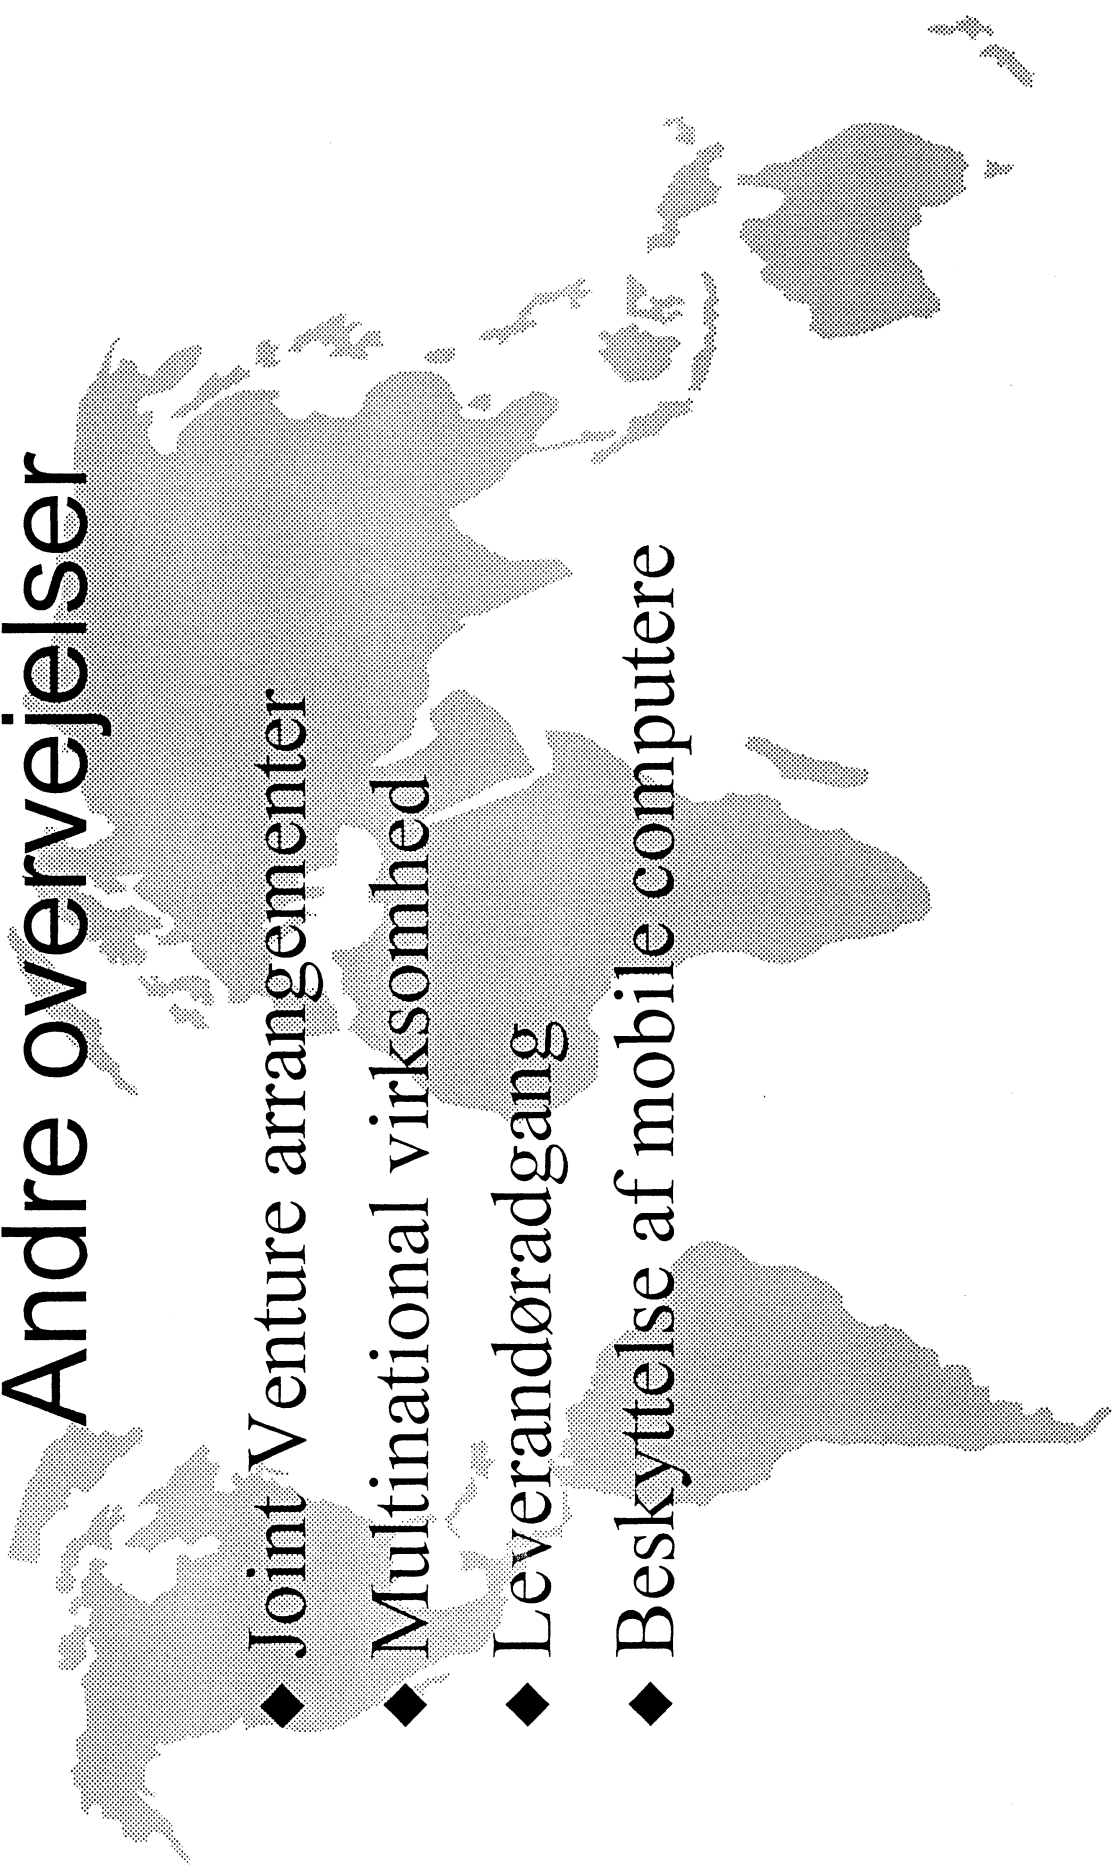 Andre overvejelser
◆ Joint Venture arrangementer
◆ Multinational virksomhed
◆ Leverandøradgang
◆ Beskyttelse af mobile computere